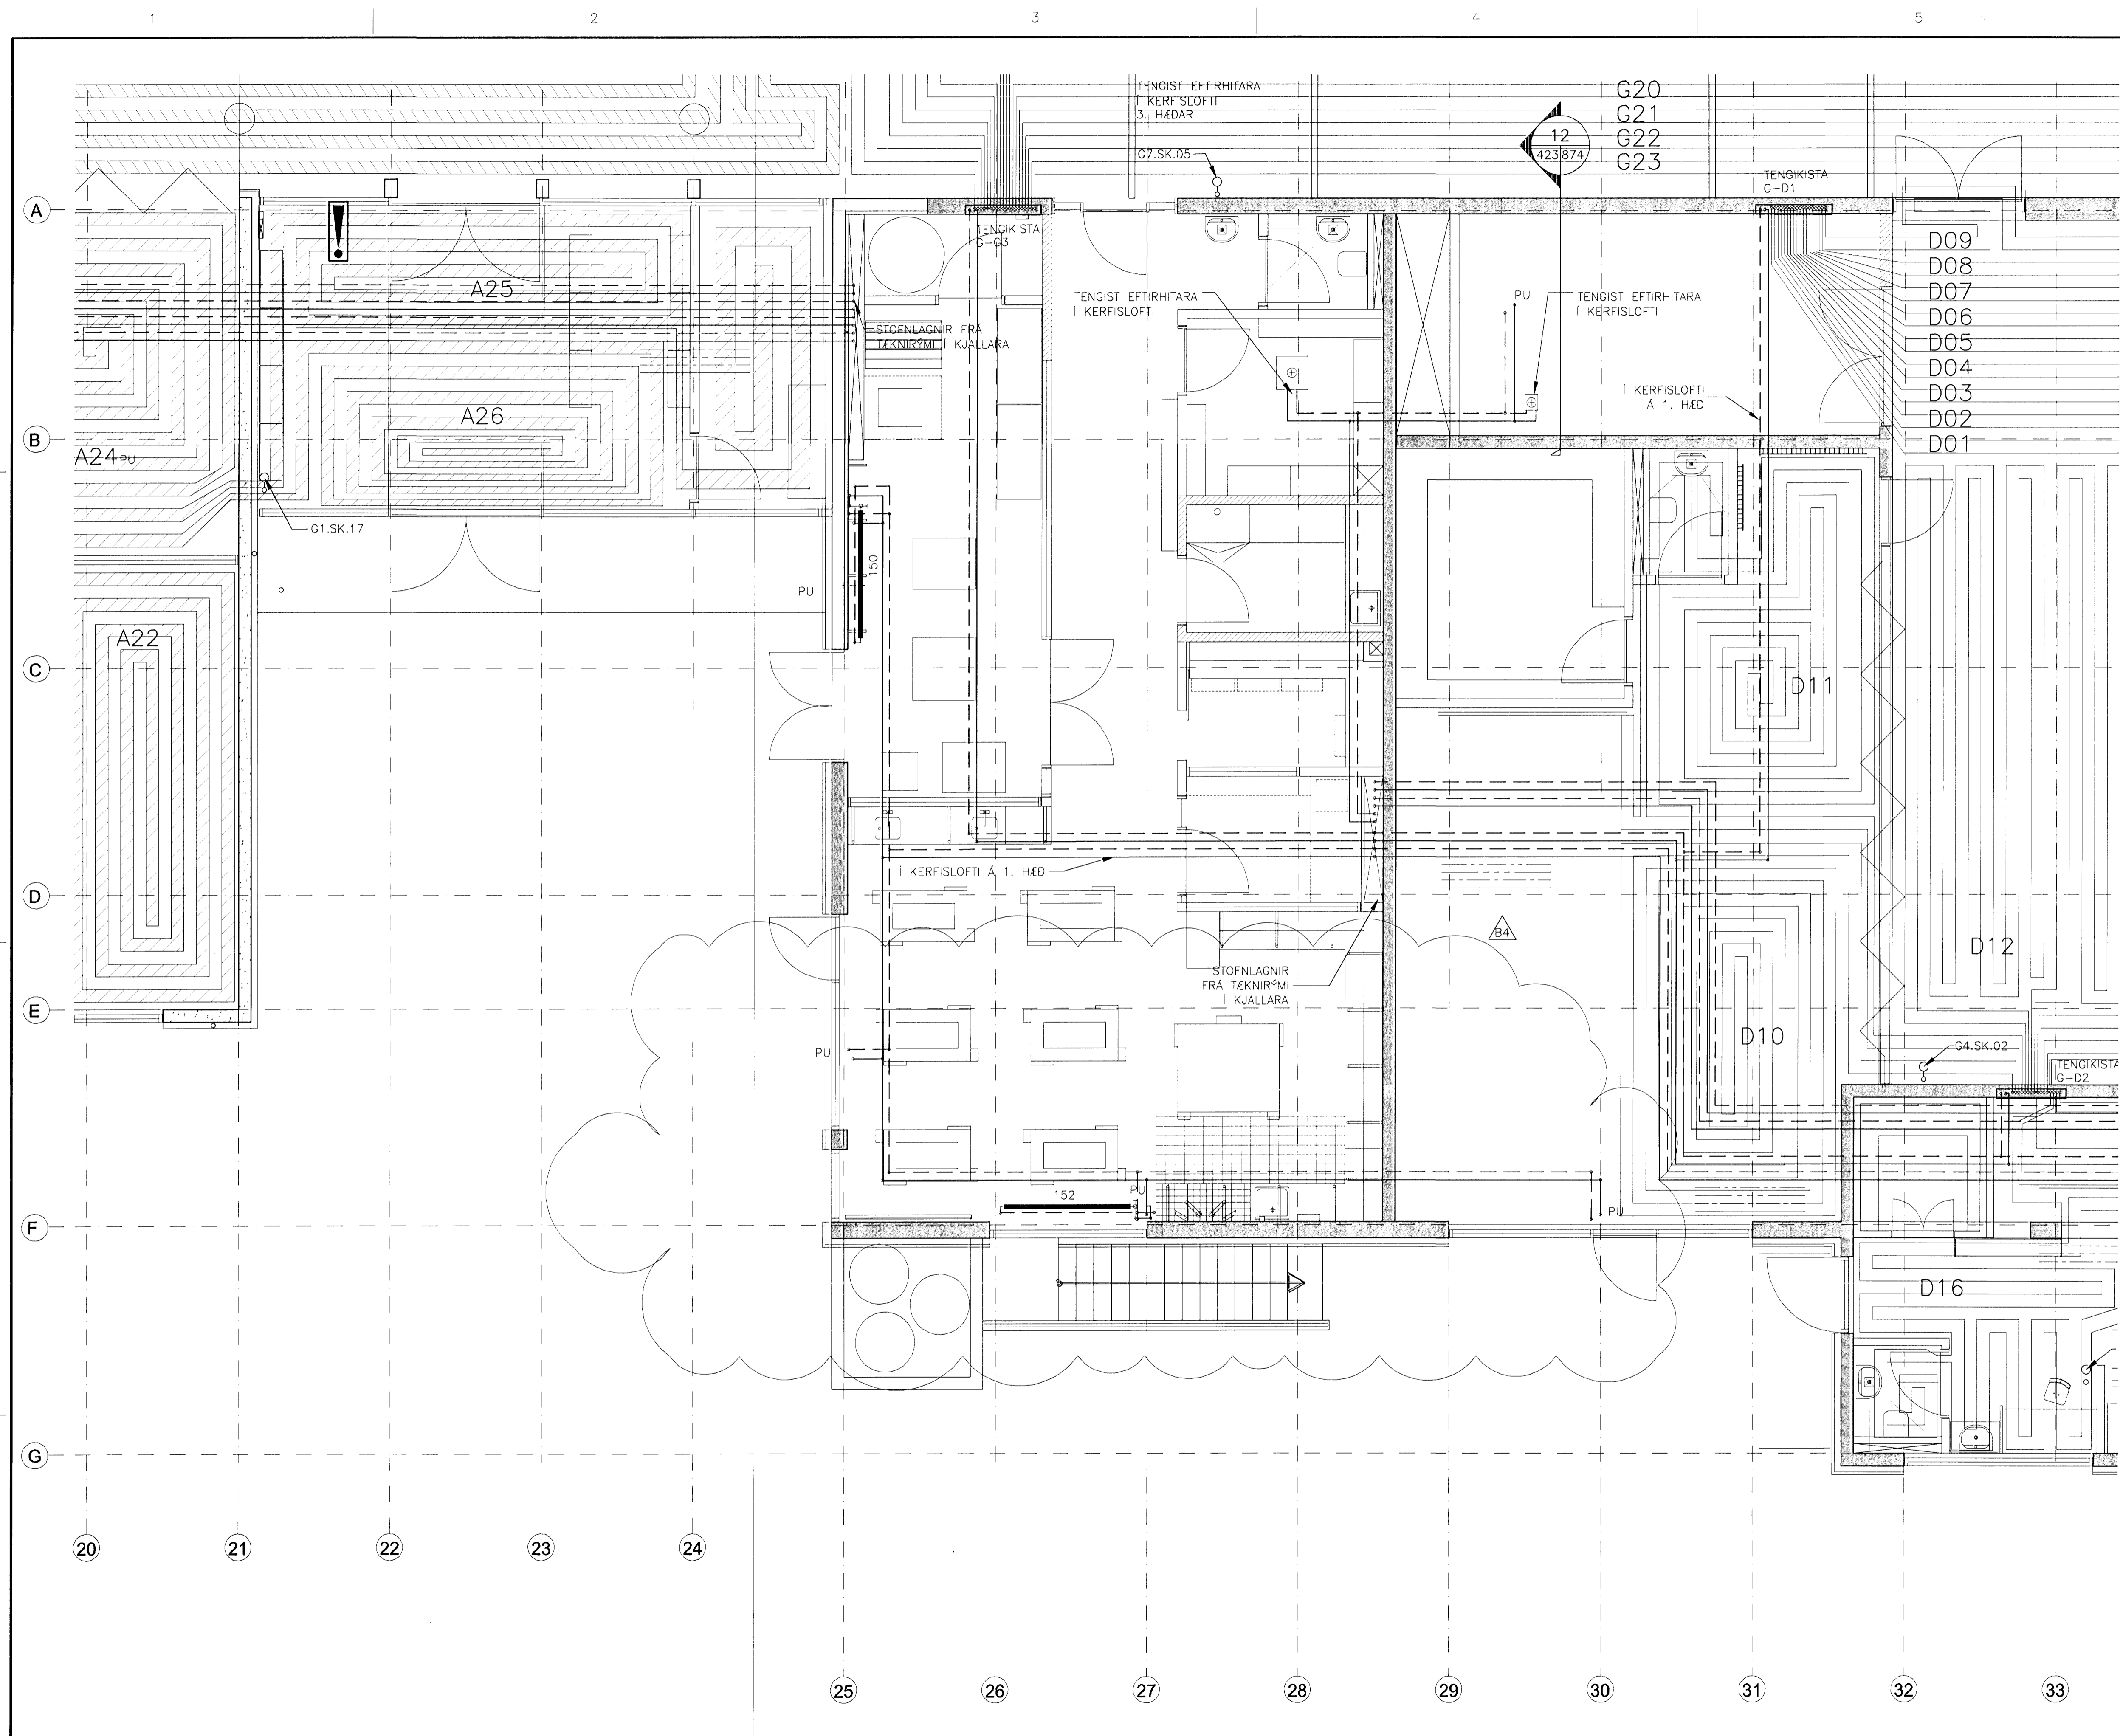 1 2 3 4 5
TENGIST EFTIRHITARA
Í KERFISLOFTI
3. HÆÐAR
G20
G21
G22
G23
12
423 874
G7.SK.05
TENGIKISTA
G-D1
A
TENGIKISTA
G-G3
D09
D08
D07
D06
D05
D04
D03
D02
D01
A25
TENGIST EFTIRHITARA
Í KERFISLOFTI
PU
TENGIST EFTIRHITARA
Í KERFISLOFTI
STOFNLAGNIR FRÁ
TÆKNIRÝMI Í KJALLARA
Í KERFISLOFTI
Á 1. HÆÐ
A26
B
A24 PU
G1.SK.17
150
PU
A22
C
D11
Í KERFISLOFTI Á 1. HÆÐ
D
B4
D12
STOFNLAGNIR
FRÁ TÆKNIRÝMI
Í KJALLARA
E
D10
PU
G4.SK.02
TENGIKISTA
G-D2
152
PU
PU
F
D16
G
20 21 22 23 24
25 26 27 28 29 30 31 32 33